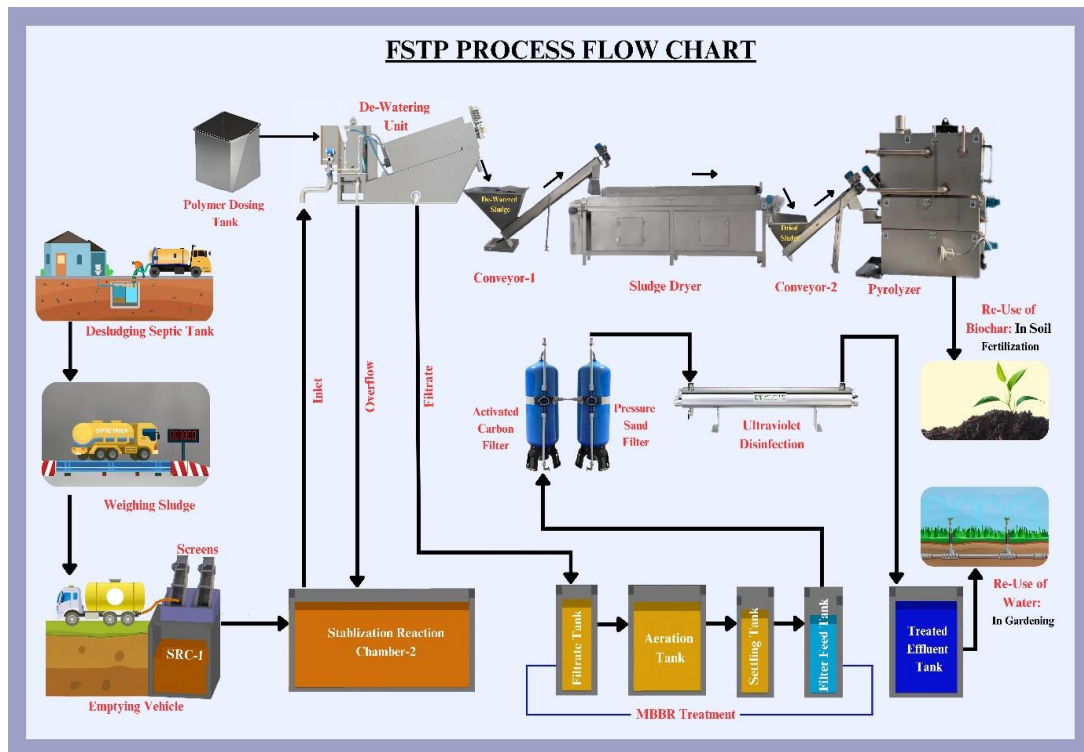 FSTP PROCESS FLOW CHART
De-Watering
Unit
Polymer Dosing
Tank
De-Watered
Sludge
Conveyor-1
Sludge Dryer
Dried
Sludge
Conveyor-2
Pyrolyzer
Desludging Septic Tank
Re-Use of
Biochar: In Soil
Fertilization
Inlet
Overflow
Filtrate
Activated
Carbon
Filter
Pressure
Sand
Filter
Ultraviolet
Disinfection
SEPTIC TRUCK
Weighing Sludge
Screens
SRC-1
Emptying Vehicle
Stablization Reaction
Chamber-2
Filtrate Tank
Aeration
Tank
Settling Tank
Filter Feed Tank
MBBR Treatment
Treated
Effluent
Tank
Re-Use of
Water:
In Gardening